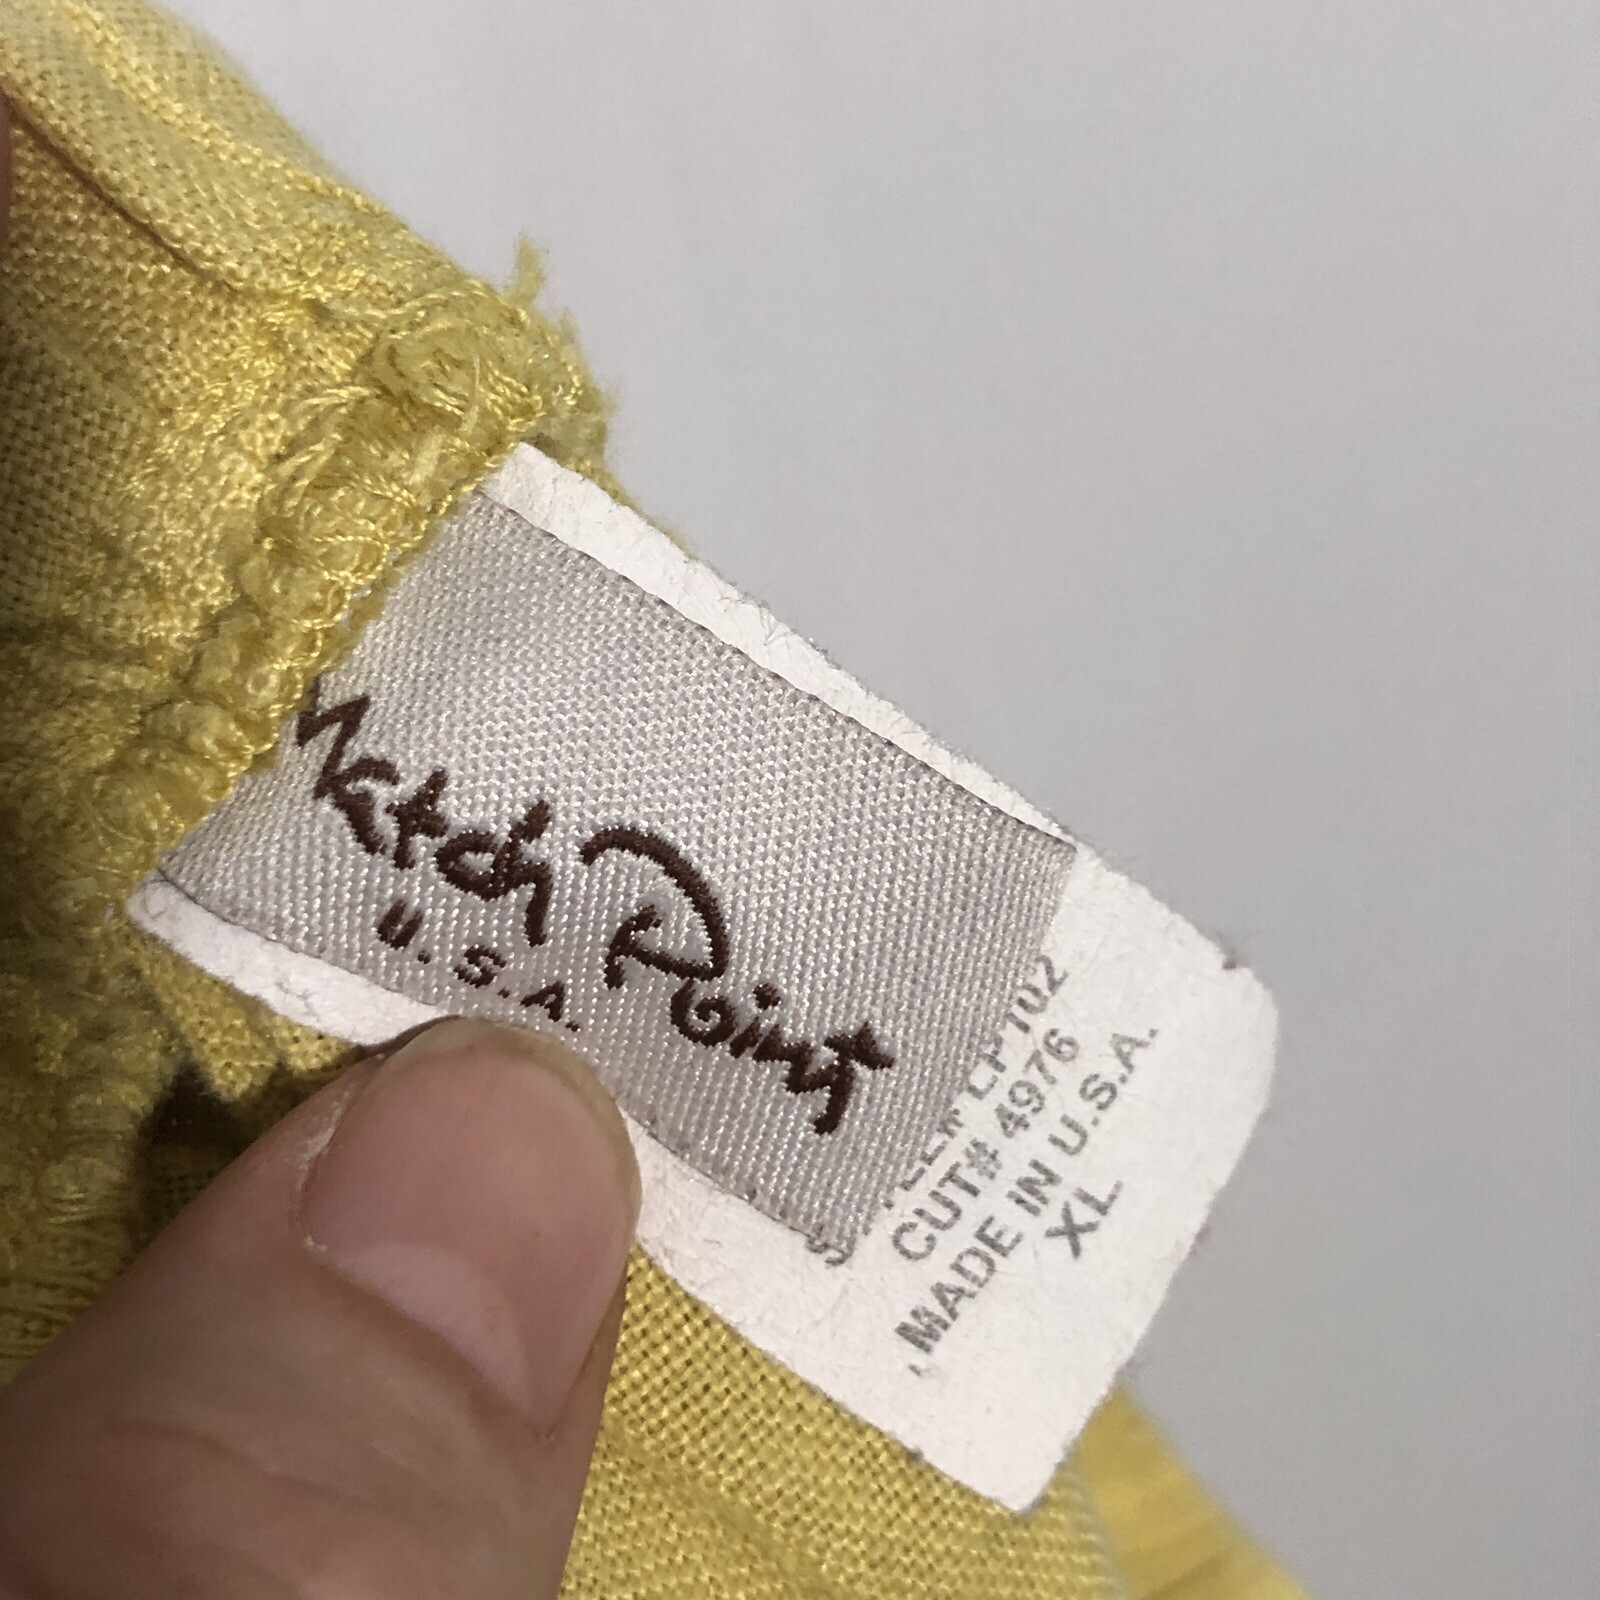 Match Point
U.S.A.
CUT# 4976
MADE IN U.S.A.
XL